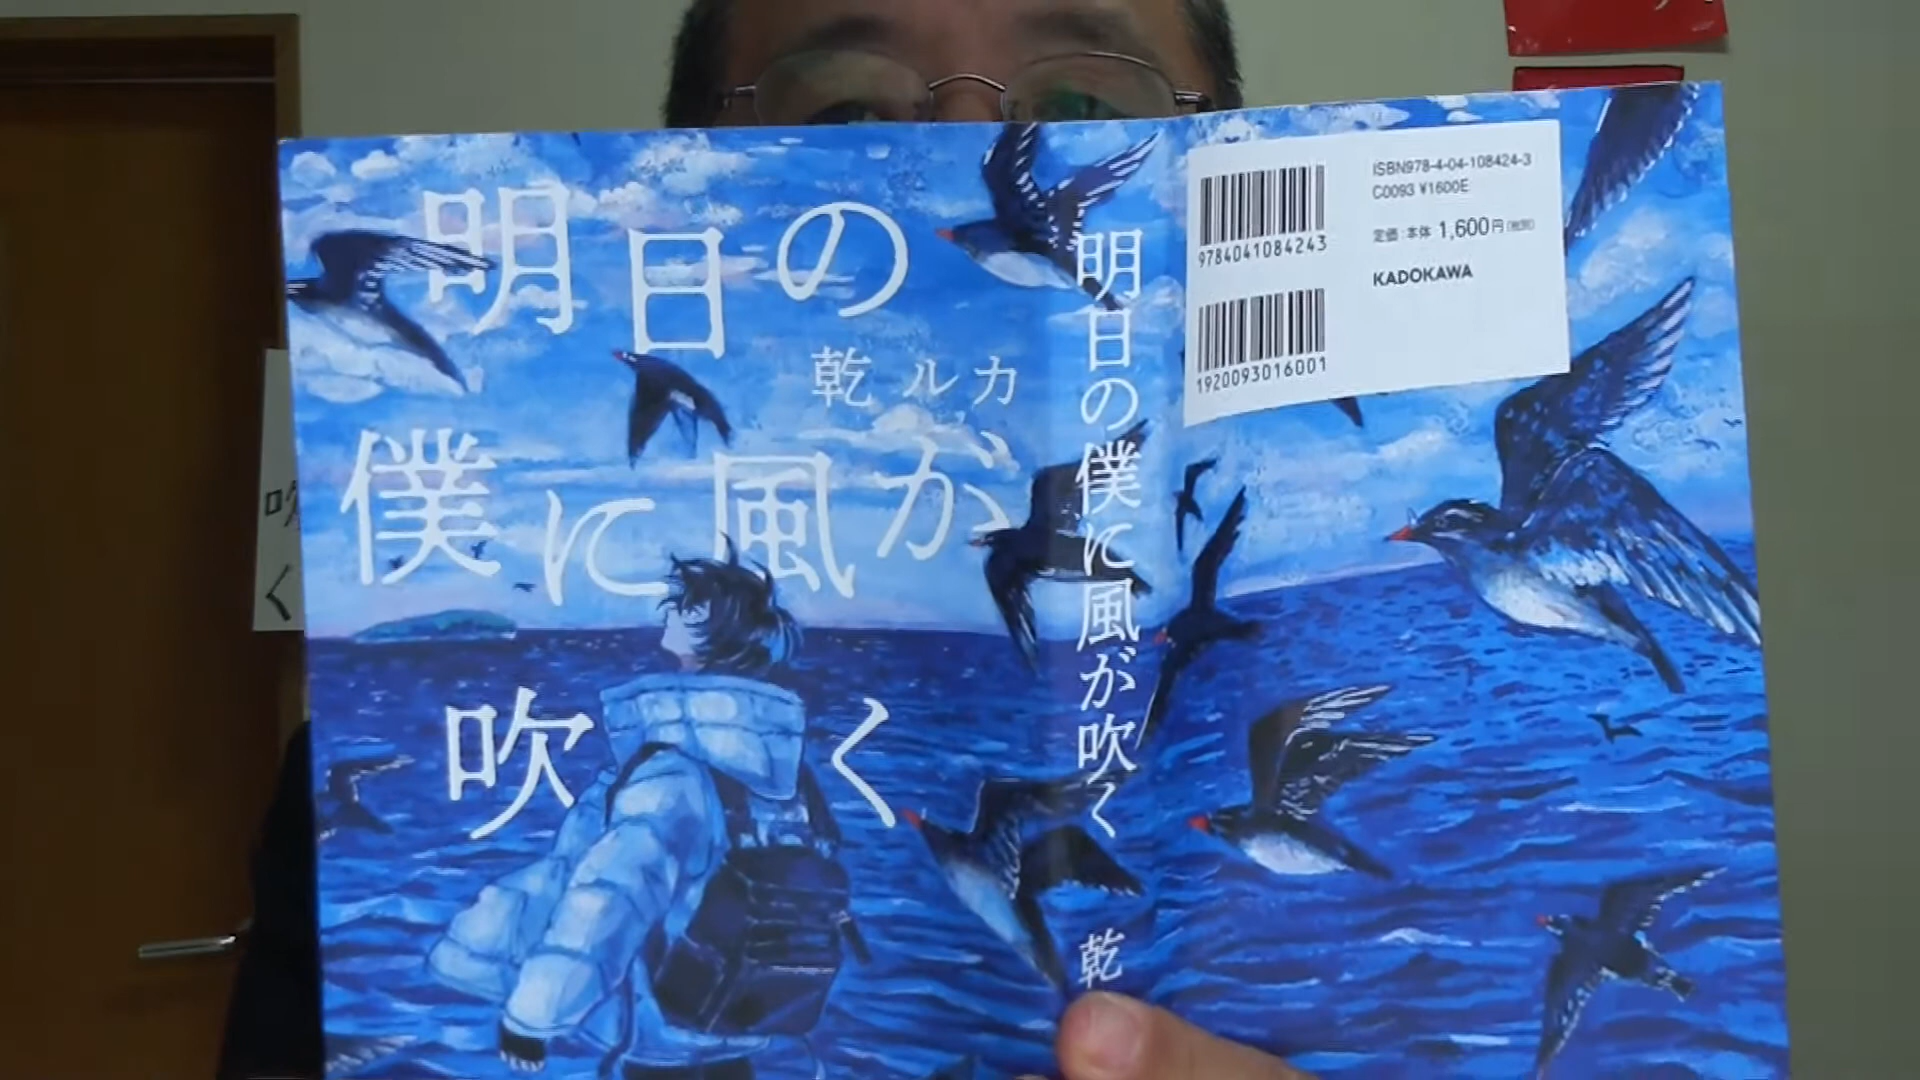 明日の
乾 ルカ
僕に風が
吹く
明日の僕に風が吹く
乾
ISBN978-4-04-108424-3
C0093 ¥1600E
定価:本体1,600円(税別)
KADOKAWA
9784041084243
1920093016001
吹
く